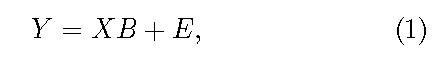 Y = XB + E, (1)